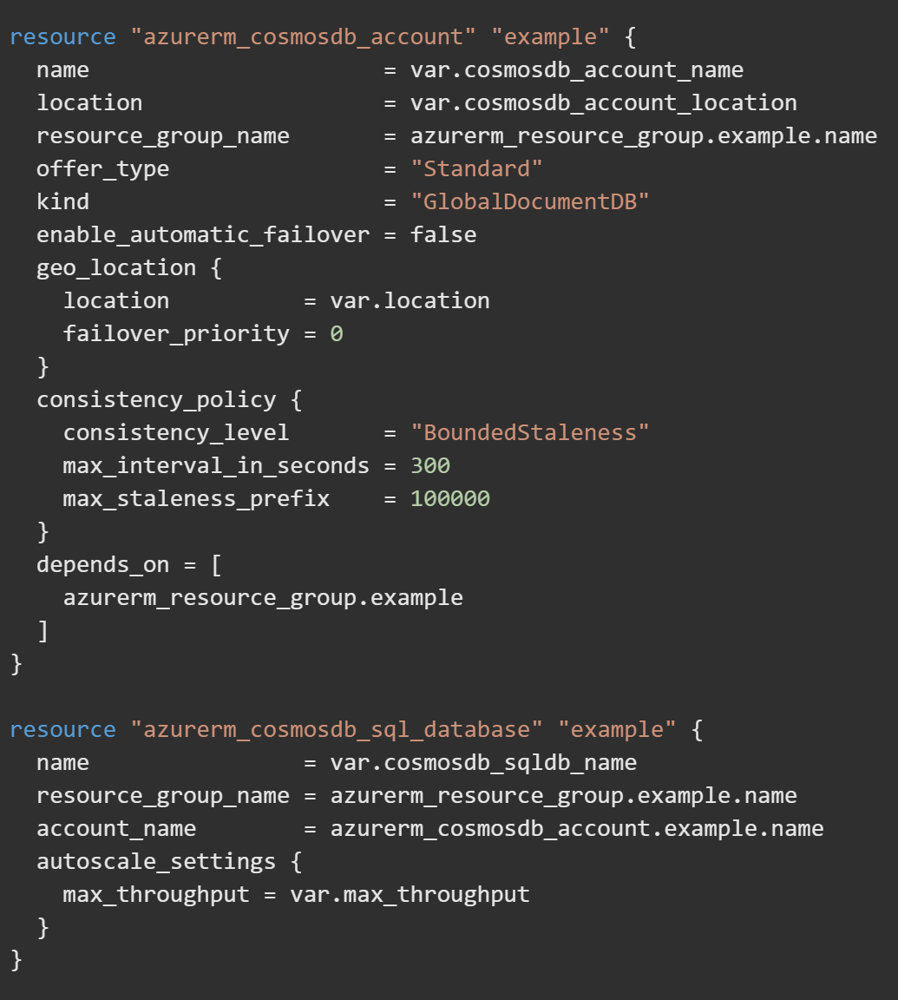 resource "azurerm_cosmosdb_account" "example" {
  name                      = var.cosmosdb_account_name
  location                  = var.cosmosdb_account_location
  resource_group_name       = azurerm_resource_group.example.name
  offer_type                = "Standard"
  kind                      = "GlobalDocumentDB"
  enable_automatic_failover = false
  geo_location {
    location          = var.location
    failover_priority = 0
  }
  consistency_policy {
    consistency_level       = "BoundedStaleness"
    max_interval_in_seconds = 300
    max_staleness_prefix    = 100000
  }
  depends_on = [
    azurerm_resource_group.example
  ]
}

resource "azurerm_cosmosdb_sql_database" "example" {
  name                = var.cosmosdb_sqldb_name
  resource_group_name = azurerm_resource_group.example.name
  account_name        = azurerm_cosmosdb_account.example.name
  autoscale_settings {
    max_throughput = var.max_throughput
  }
}